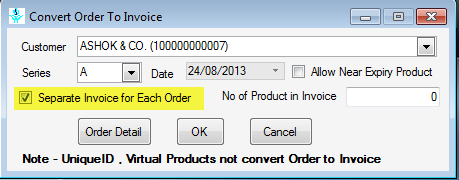 Convert Order To Invoice
Customer ASHOK & CO. (100000000007)
Series A Date 24/08/2013 Allow Near Expiry Product
Separate Invoice for Each Order No of Product in Invoice 0
Order Detail OK Cancel
Note - UniqueID , Virtual Products not convert Order to Invoice